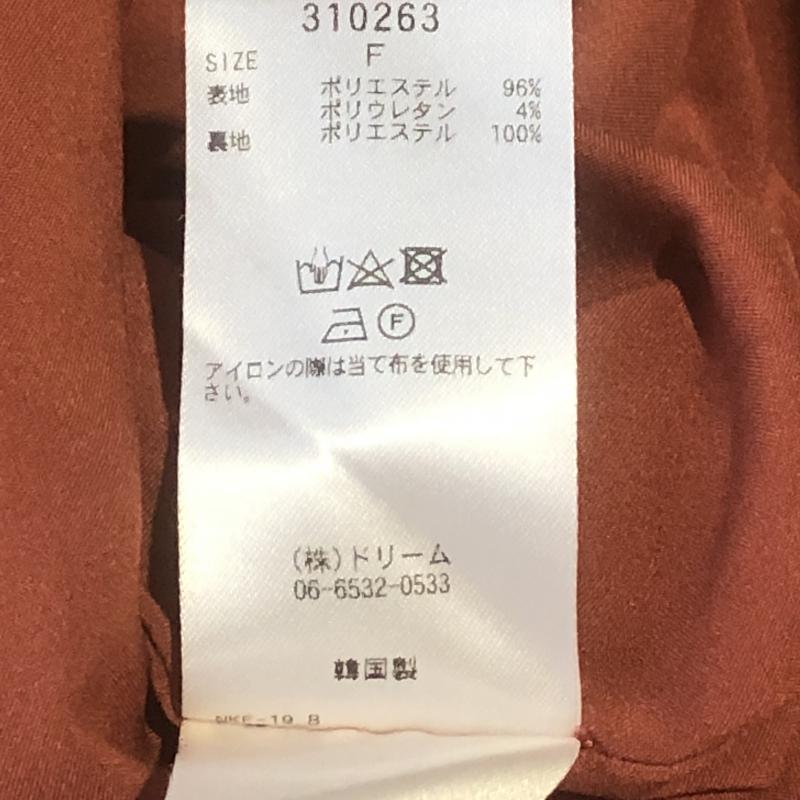 310263
SIZE F
表地 ポリエステル 96%
ポリウレタン 4%
裏地 ポリエステル 100%
F
アイロンの際は当て布を使用して下
さい。
(株)ドリーム
06-6532-0533
韓国製